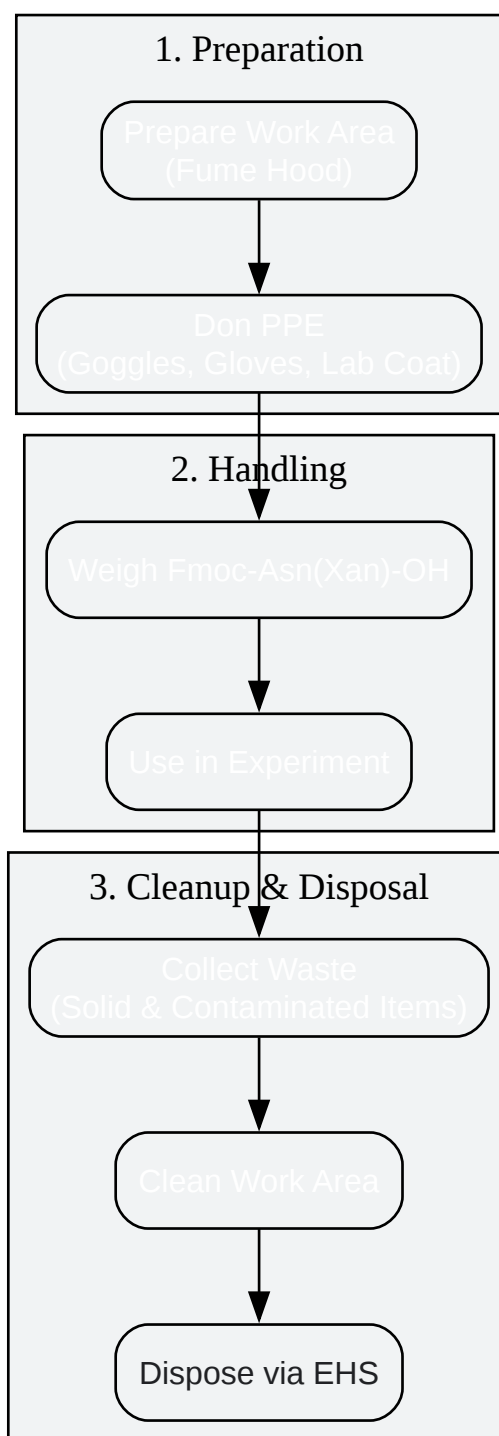 1. Preparation
Prepare Work Area
(Fume Hood)
Don PPE
(Goggles, Gloves, Lab Coat)
2. Handling
Weigh Fmoc-Asn(Xan)-OH
Use in Experiment
3. Cleanup & Disposal
Collect Waste
(Solid & Contaminated Items)
Clean Work Area
Dispose via EHS